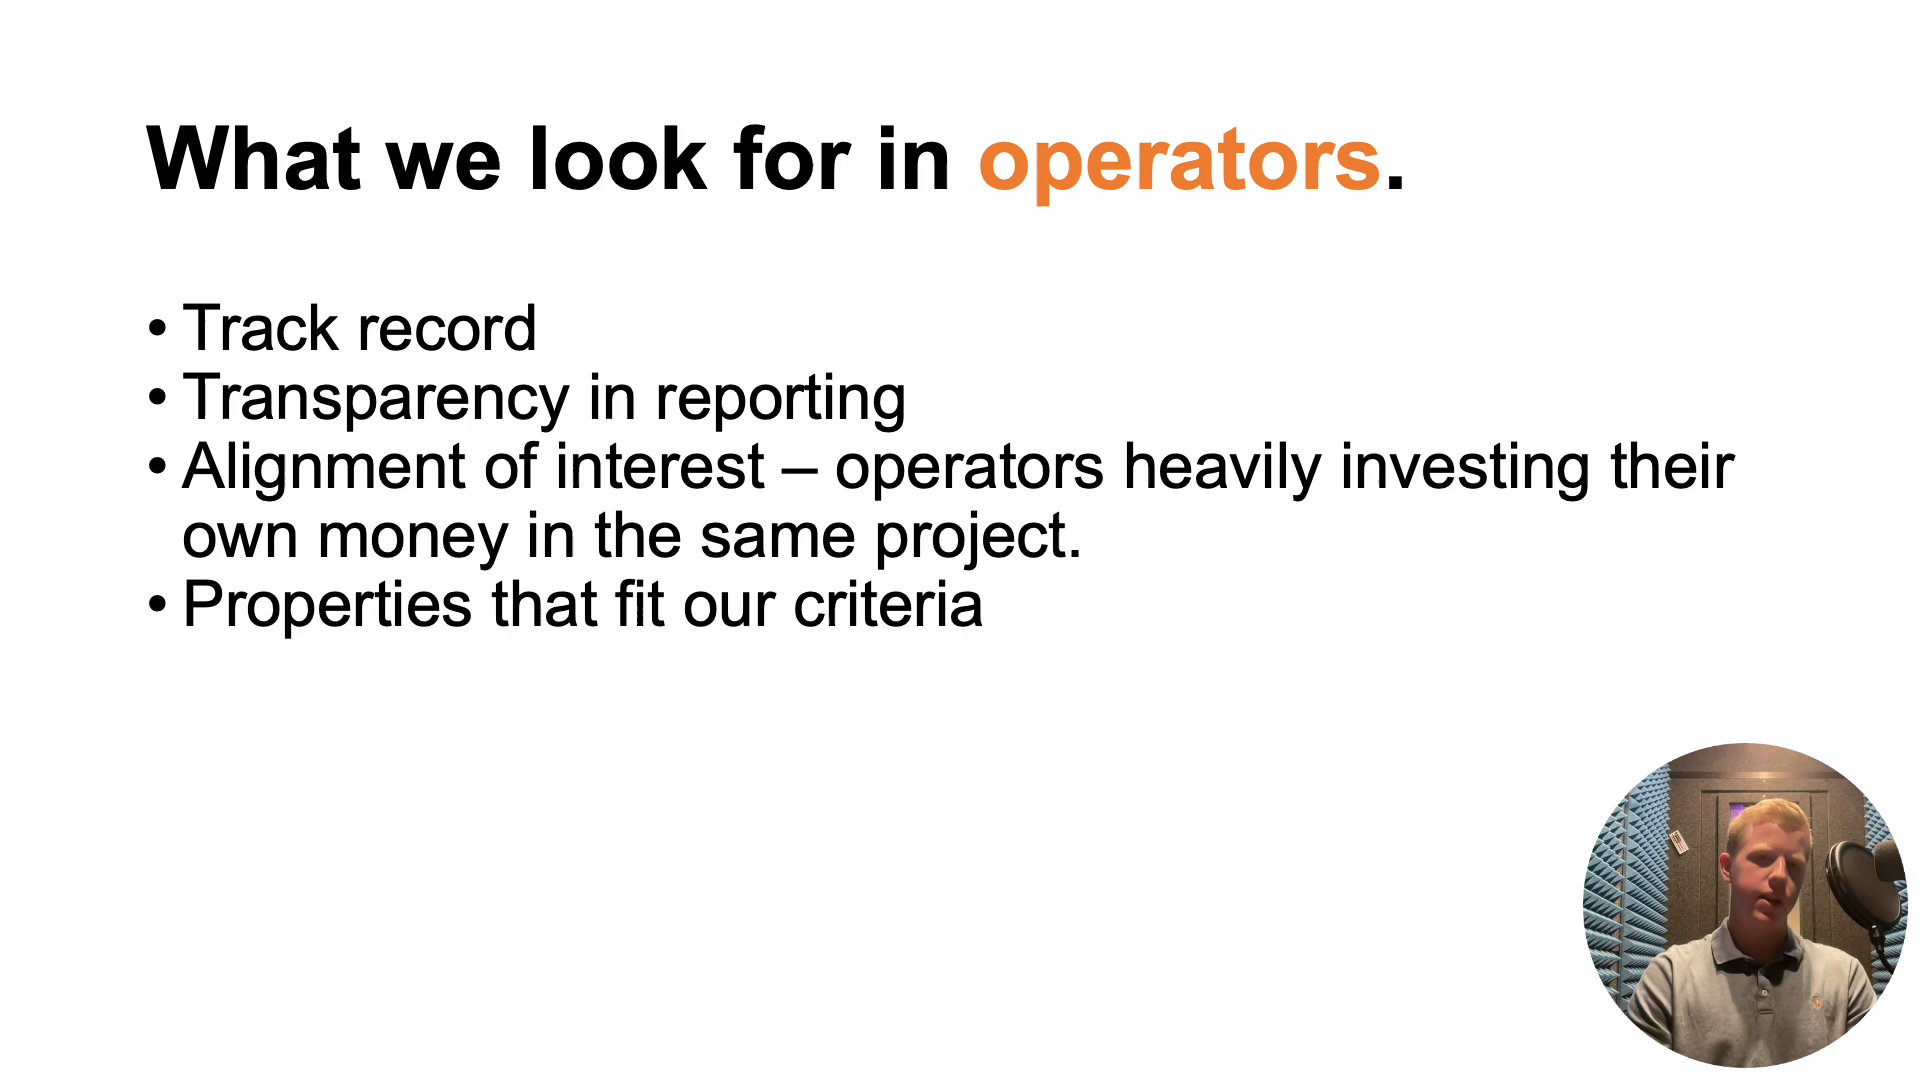 What we look for in operators.
• Track record
• Transparency in reporting
• Alignment of interest – operators heavily investing their
own money in the same project.
• Properties that fit our criteria